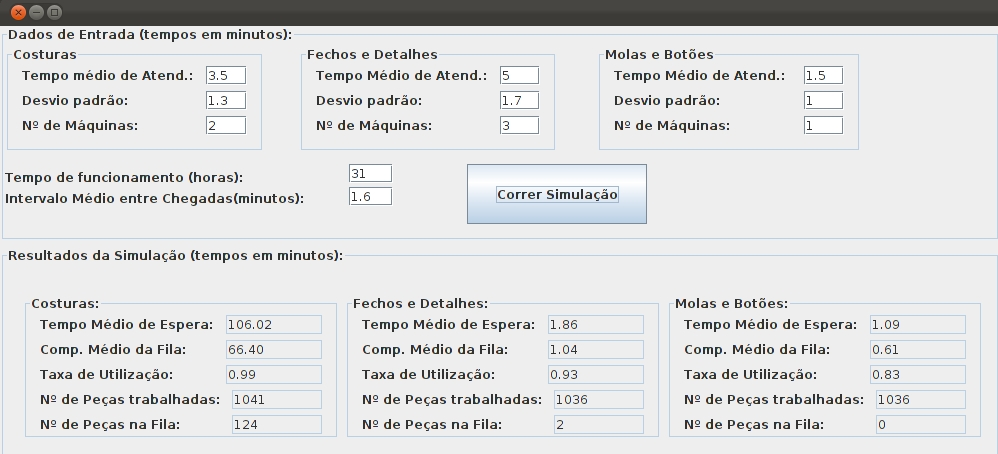 Dados de Entrada (tempos em minutos):
Costuras
Tempo médio de Atend.: 3.5
Desvio padrão: 1.3
Nº de Máquinas: 2
Fechos e Detalhes
Tempo Médio de Atend.: 5
Desvio padrão: 1.7
Nº de Máquinas: 3
Molas e Botões
Tempo Médio de Atend.: 1.5
Desvio padrão: 1
Nº de Máquinas: 1
Tempo de funcionamento (horas): 31
Intervalo Médio entre Chegadas(minutos): 1.6
Correr Simulação
Resultados da Simulação (tempos em minutos):
Costuras:
Tempo Médio de Espera: 106.02
Comp. Médio da Fila: 66.40
Taxa de Utilização: 0.99
Nº de Peças trabalhadas: 1041
Nº de Peças na Fila: 124
Fechos e Detalhes:
Tempo Médio de Espera: 1.86
Comp. Médio da Fila: 1.04
Taxa de Utilização: 0.93
Nº de Peças trabalhadas: 1036
Nº de Peças na Fila: 2
Molas e Botões:
Tempo Médio de Espera: 1.09
Comp. Médio da Fila: 0.61
Taxa de Utilização: 0.83
Nº de Peças trabalhadas: 1036
Nº de Peças na Fila: 0